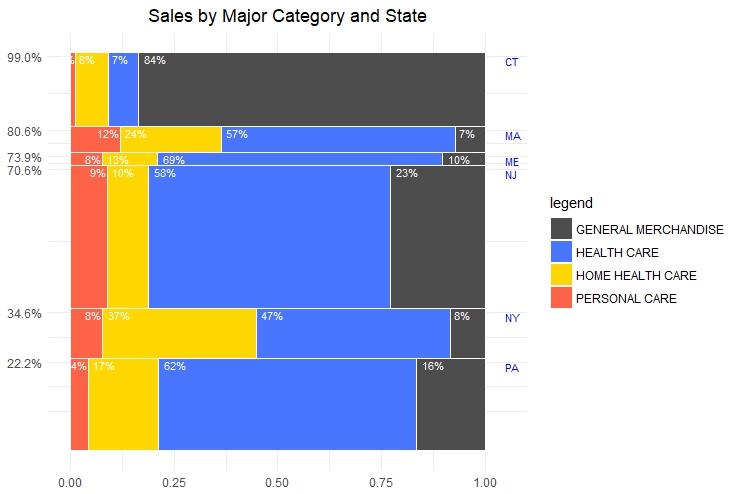 Sales by Major Category and State
99.0% 8% 7% 84% CT
80.6% 12% 24% 57% 7% MA
73.9% 8% 13% 69% 10% ME
70.6% 9% 10% 58% 23% NJ
legend
GENERAL MERCHANDISE
HEALTH CARE
HOME HEALTH CARE
PERSONAL CARE
34.6% 8% 37% 47% 8% NY
22.2% 4% 17% 62% 16% PA
0.00 0.25 0.50 0.75 1.00